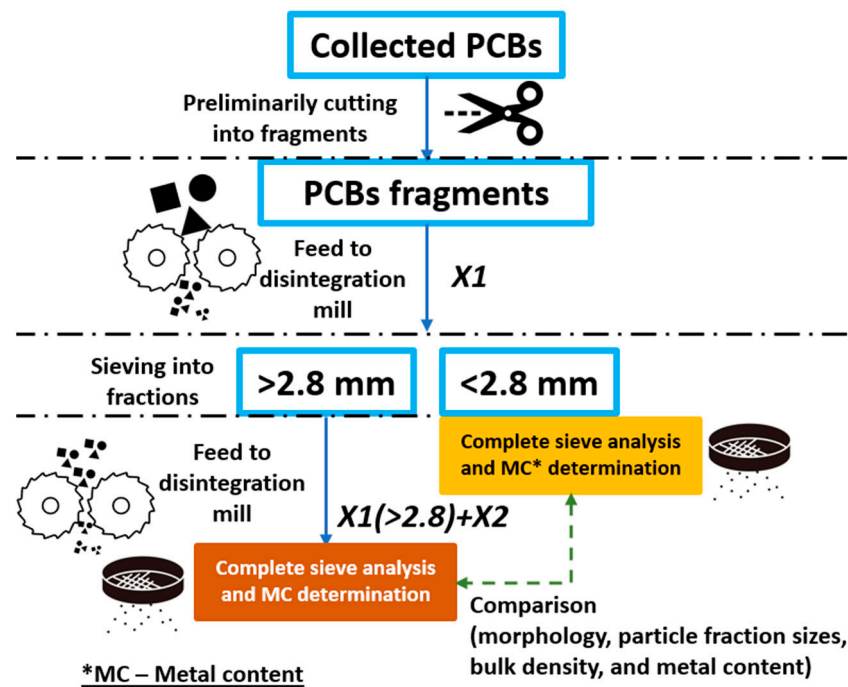 Collected PCBs
Preliminarily cutting
into fragments
PCBs fragments
Feed to
disintegration
mill
X1
Sieving into
fractions
>2.8 mm
<2.8 mm
Complete sieve analysis
and MC* determination
Feed to
disintegration
mill
X1(>2.8)+X2
Complete sieve analysis
and MC determination
Comparison
(morphology, particle fraction sizes,
bulk density, and metal content)
*MC – Metal content